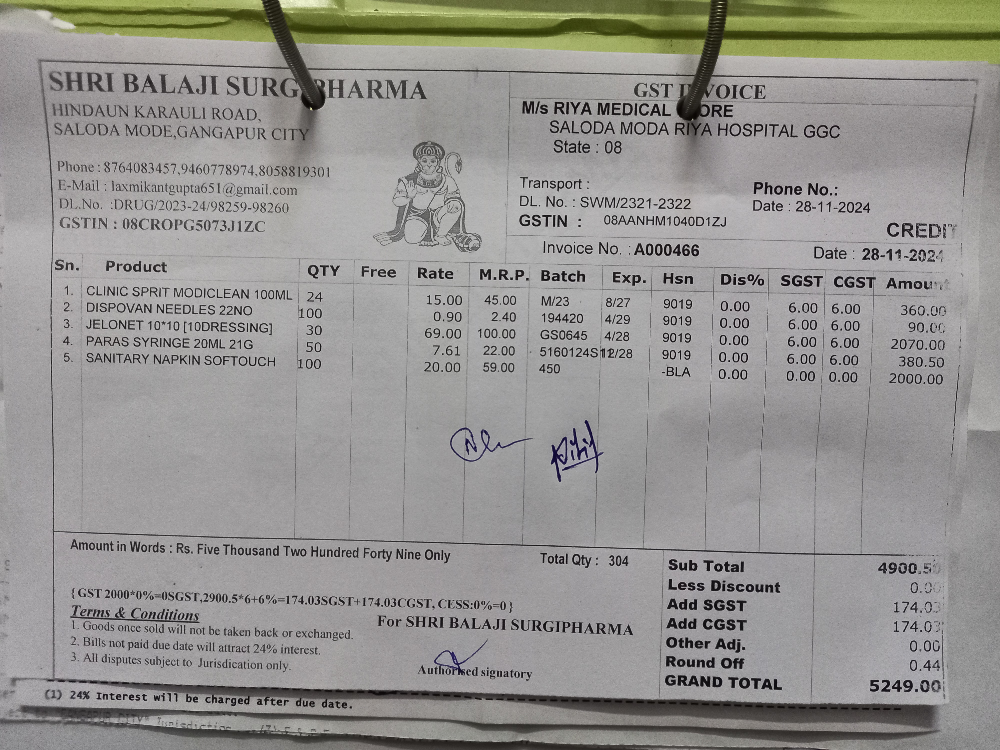 SHRI BALAJI SURGIPHARMA
HINDAUN KARAULI ROAD,
SALODA MODE,GANGAPUR CITY
Phone : 8764083457,9460778974,8058819301
E-Mail : laxmikantgupta651@gmail.com
DL.No. :DRUG/2023-24/98259-98260
GSTIN : 08CROPG5073J1ZC
GST INVOICE
M/s RIYA MEDICAL STORE
SALODA MODA RIYA HOSPITAL GGC
State : 08
Transport :
Phone No.:
DL. No. : SWM/2321-2322
Date : 28-11-2024
GSTIN : 08AANHM1040D1ZJ
CREDIT
Invoice No. : A000466
Date : 28-11-2024
Sn. Product QTY Free Rate M.R.P. Batch Exp. Hsn Dis% SGST CGST Amount
1. CLINIC SPRIT MODICLEAN 100ML 24 15.00 45.00 M/23 8/27 9019 0.00 6.00 6.00 360.00
2. DISPOVAN NEEDLES 22NO 100 0.90 2.40 194420 4/29 9019 0.00 6.00 6.00 90.00
3. JELONET 10*10 [10DRESSING] 30 69.00 100.00 GS0645 4/28 9019 0.00 6.00 6.00 2070.00
4. PARAS SYRINGE 20ML 21G 50 7.61 22.00 5160124S 12/28 9019 0.00 6.00 6.00 380.50
5. SANITARY NAPKIN SOFTOUCH 100 20.00 59.00 450 -BLA 0.00 0.00 0.00 2000.00
Amount in Words : Rs. Five Thousand Two Hundred Forty Nine Only
Total Qty : 304
{ GST 2000*0%=0SGST,2900.5*6+6%=174.03SGST+174.03CGST, CESS:0%=0 }
Terms & Conditions
1. Goods once sold will not be taken back or exchanged.
2. Bills not paid due date will attract 24% interest.
3. All disputes subject to Jurisdication only.
For SHRI BALAJI SURGIPHARMA
Authorised signatory
Sub Total 4900.50
Less Discount 0.00
Add SGST 174.03
Add CGST 174.03
Other Adj. 0.00
Round Off 0.44
GRAND TOTAL 5249.00
(1) 24% Interest will be charged after due date.